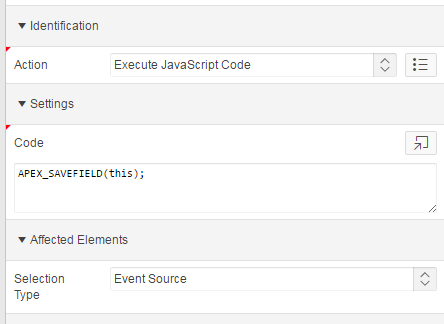 Identification
Action Execute JavaScript Code
Settings
Code
APEX_SAVEFIELD(this);
Affected Elements
Selection Event Source
Type